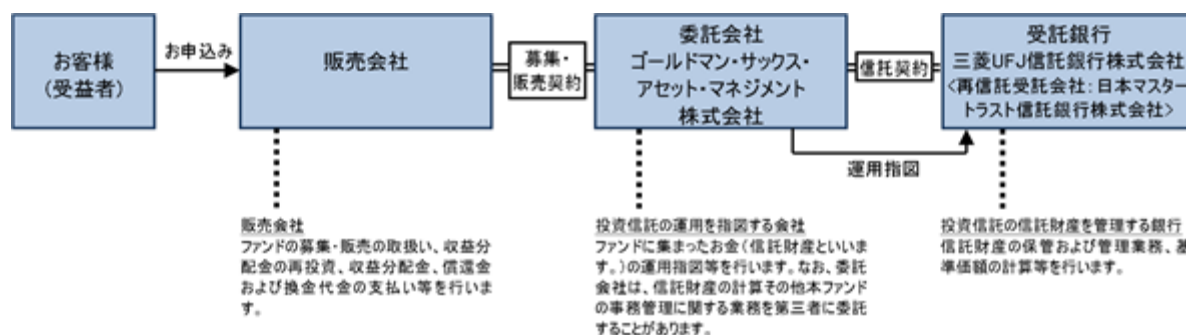 お客様
(受益者)
お申込み
販売会社
募集・
販売契約
委託会社
ゴールドマン・サックス・
アセット・マネジメント
株式会社
信託契約
受託銀行
三菱UFJ信託銀行株式会社
<再信託受託会社:日本マスター
トラスト信託銀行株式会社>
運用指図
販売会社
ファンドの募集・販売の取扱い、収益分
配金の再投資、収益分配金、償還金
および換金代金の支払い等を行いま
す。
投資信託の運用を指図する会社
ファンドに集まったお金(信託財産といいま
す。)の運用指図等を行います。なお、委託
会社は、信託財産の計算その他本ファンド
の事務管理に関する業務を第三者に委託
することがあります。
投資信託の信託財産を管理する銀行
信託財産の保管および管理業務、基
準価額の計算等を行います。